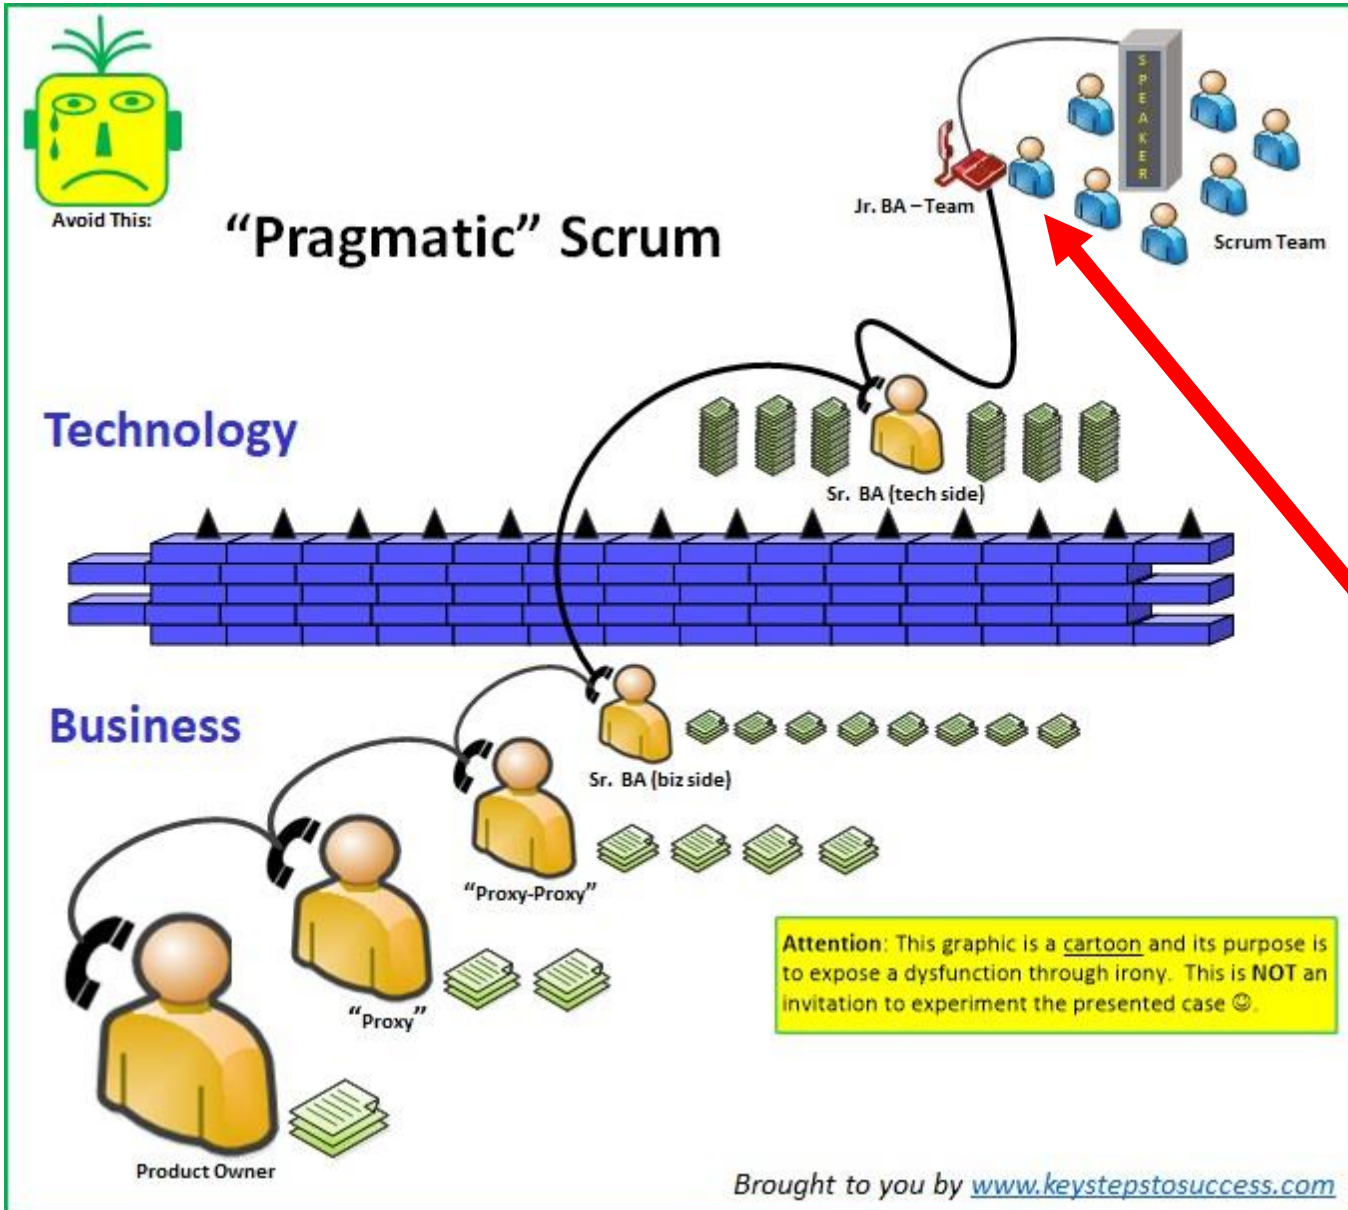 SPEAKER
Jr. BA – Team
Avoid This:
“Pragmatic” Scrum
Scrum Team
Technology
Sr. BA (tech side)
Business
Sr. BA (biz side)
“Proxy-Proxy”
“Proxy”
Attention: This graphic is a cartoon and its purpose is
to expose a dysfunction through irony. This is NOT an
invitation to experiment the presented case ☺.
Product Owner
Brought to you by www.keystepstosuccess.com